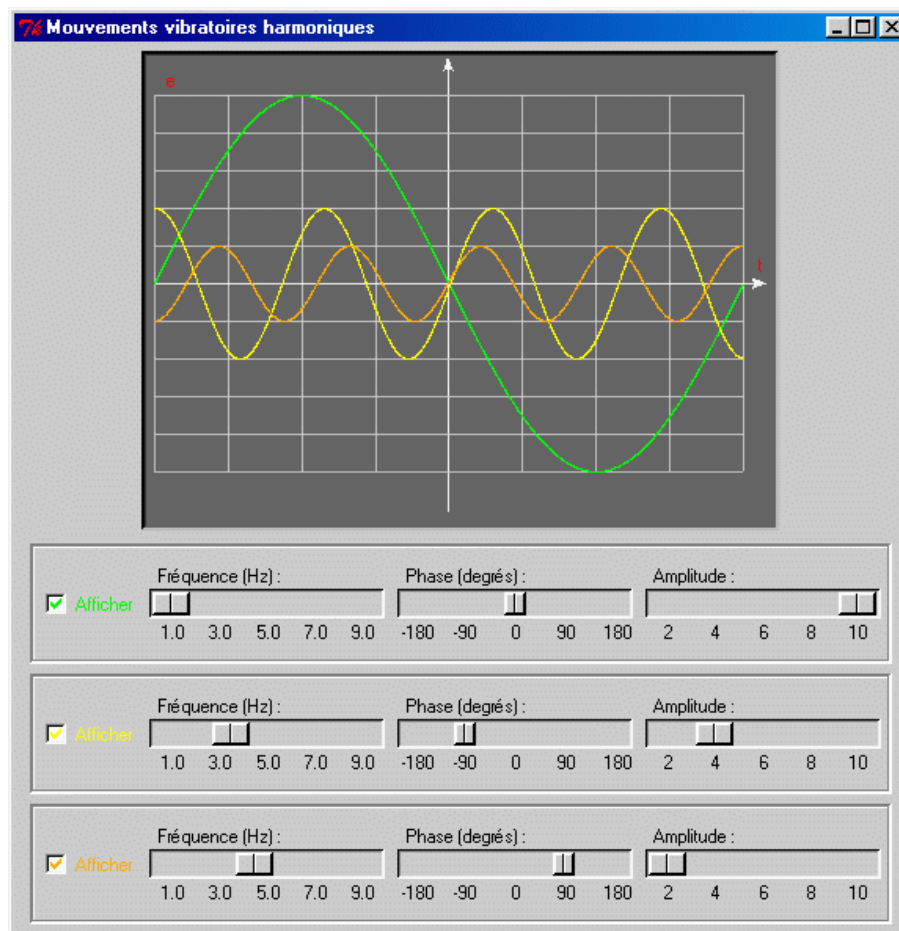 Mouvements vibratoires harmoniques
e
t
Fréquence (Hz) : Phase (degrés) : Amplitude :
Afficher
1.0 3.0 5.0 7.0 9.0 -180 -90 0 90 180 2 4 6 8 10
Fréquence (Hz) : Phase (degrés) : Amplitude :
Afficher
1.0 3.0 5.0 7.0 9.0 -180 -90 0 90 180 2 4 6 8 10
Fréquence (Hz) : Phase (degrés) : Amplitude :
Afficher
1.0 3.0 5.0 7.0 9.0 -180 -90 0 90 180 2 4 6 8 10